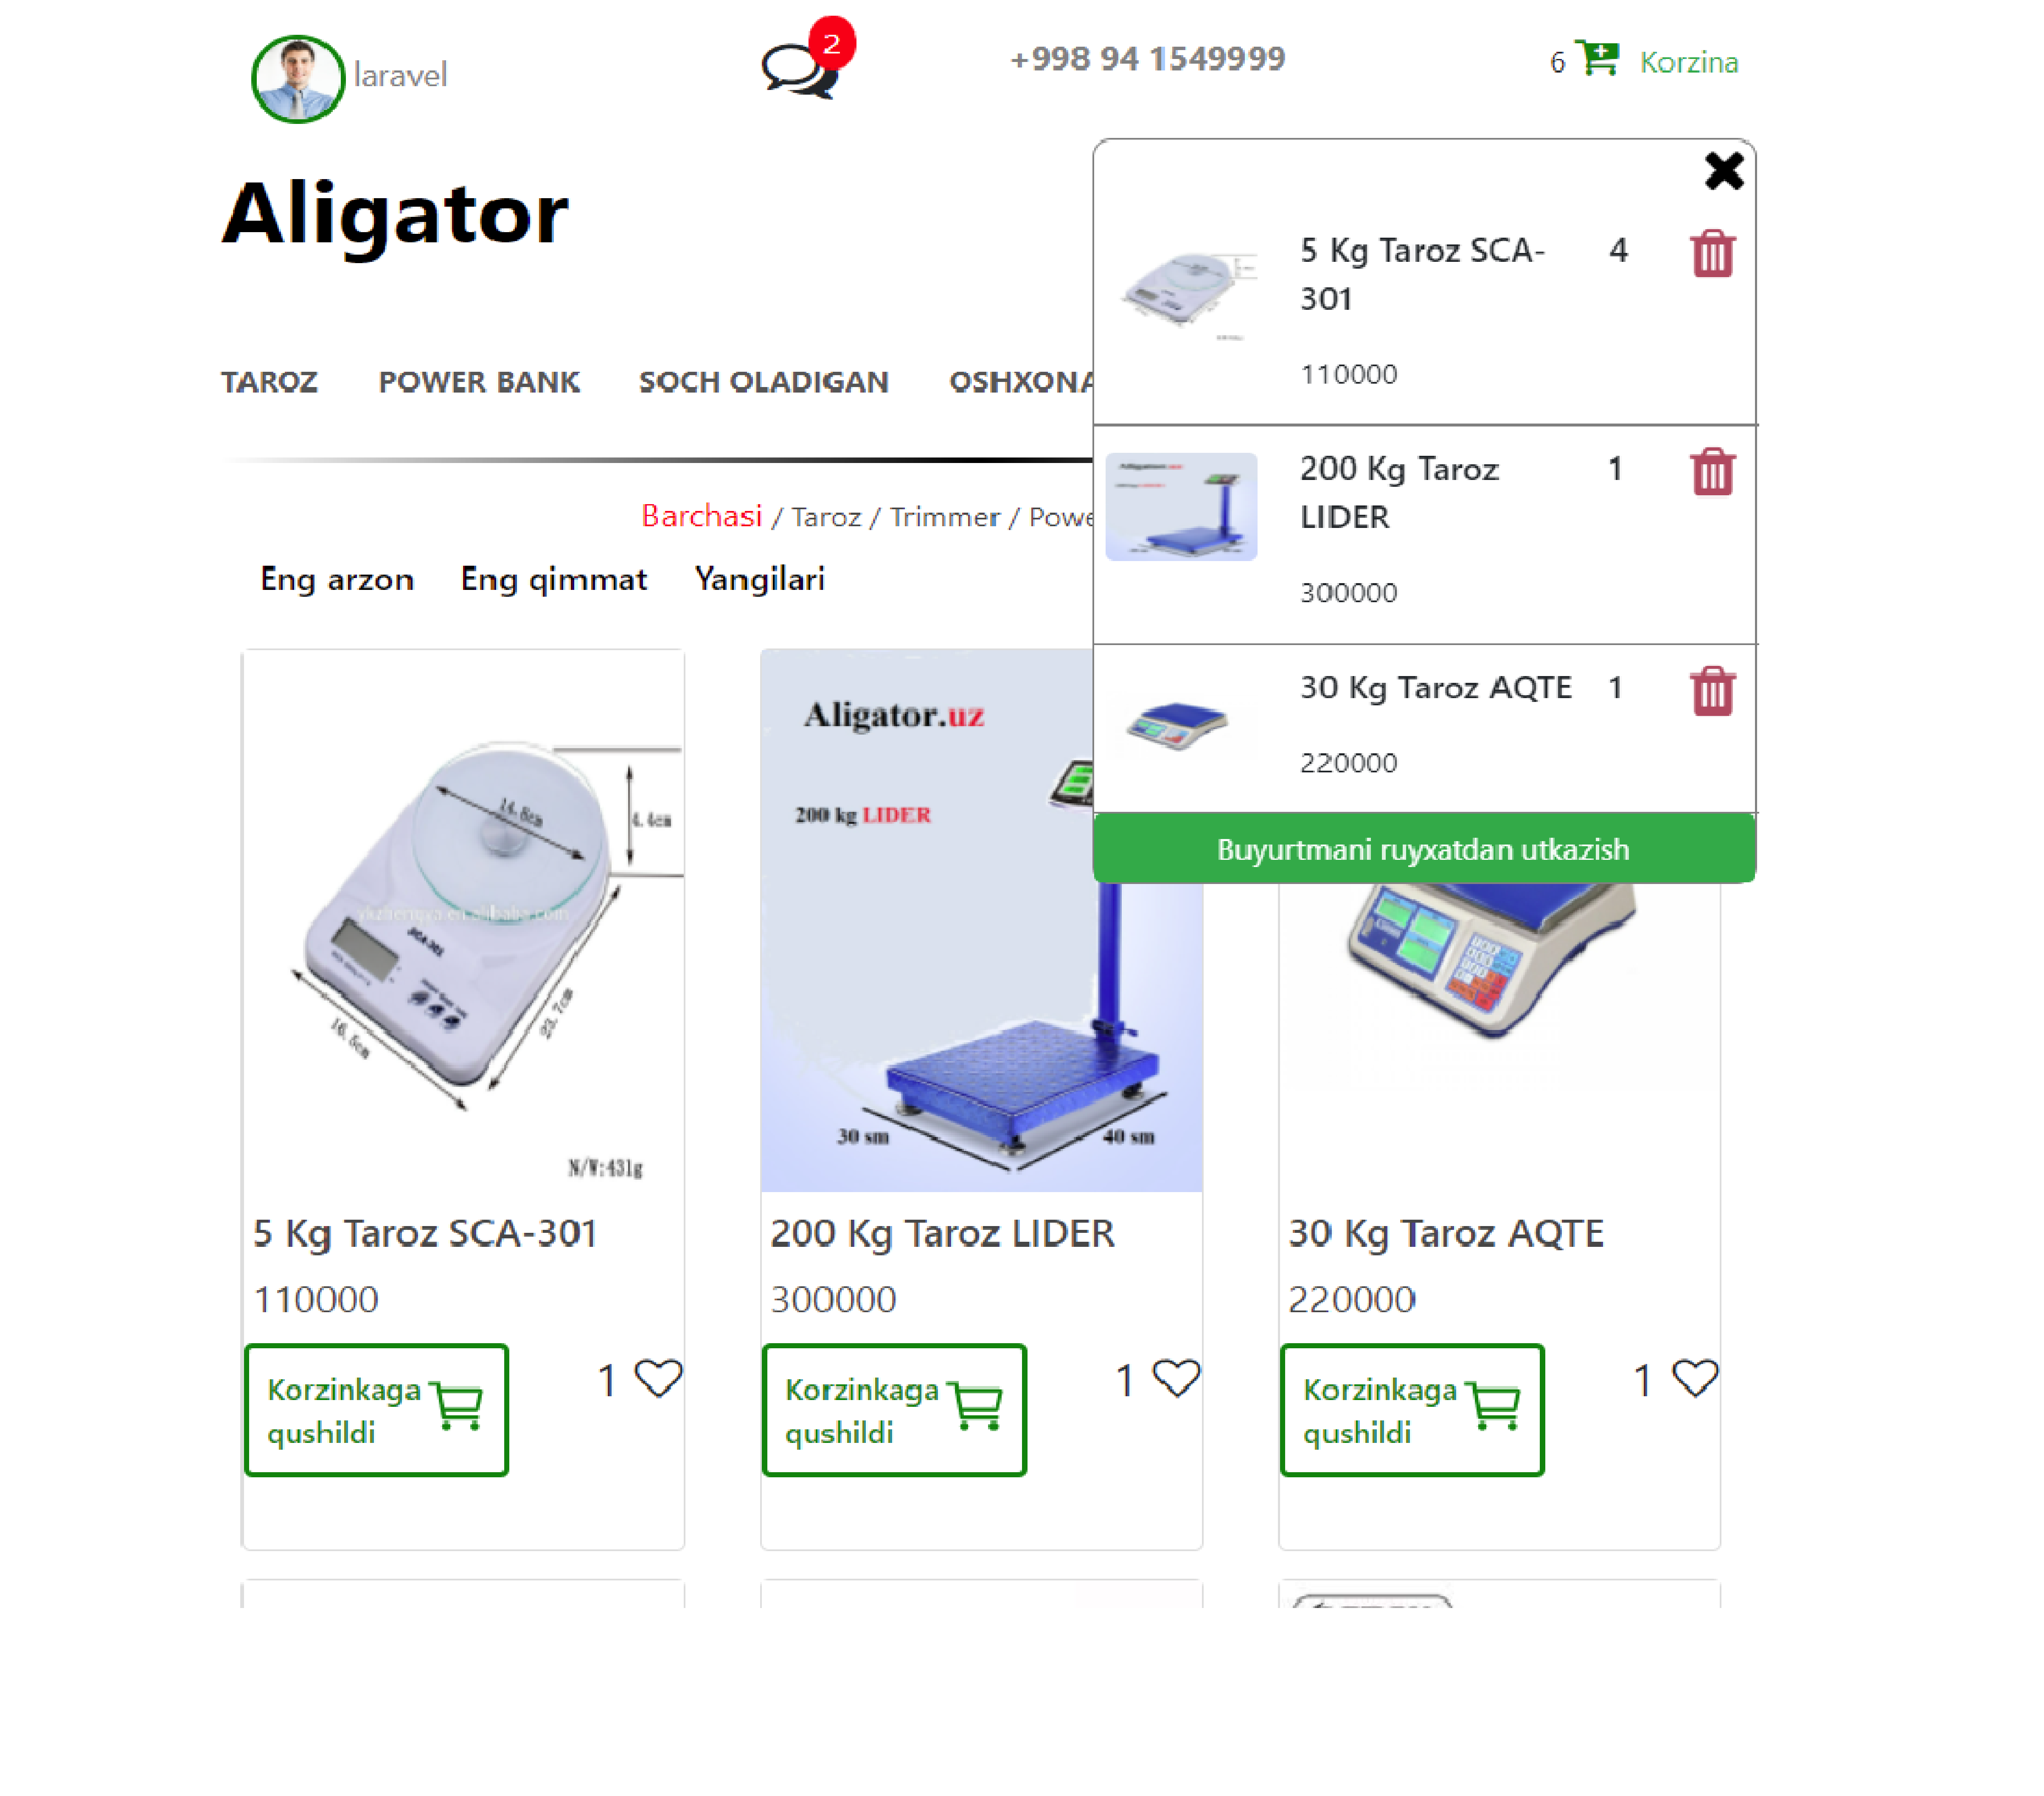 laravel
2
+998 94 1549999
6 Korzina
Aligator
5 Kg Taroz SCA-
301
4
110000
200 Kg Taroz
LIDER
1
300000
30 Kg Taroz AQTE
1
220000
Buyurtmani ruyxatdan utkazish
TAROZ POWER BANK SOCH OLADIGAN OSHXONA
Barchasi / Taroz / Trimmer / Powe
Eng arzon Eng qimmat Yangilari
14.8cm
4.4cm
SCA-301
16.5cm
23.7cm
N/W:431g
Aligator.uz
200 kg LIDER
30 sm
40 sm
5 Kg Taroz SCA-301
110000
Korzinkaga
qushildi
1
200 Kg Taroz LIDER
300000
Korzinkaga
qushildi
1
30 Kg Taroz AQTE
220000
Korzinkaga
qushildi
1